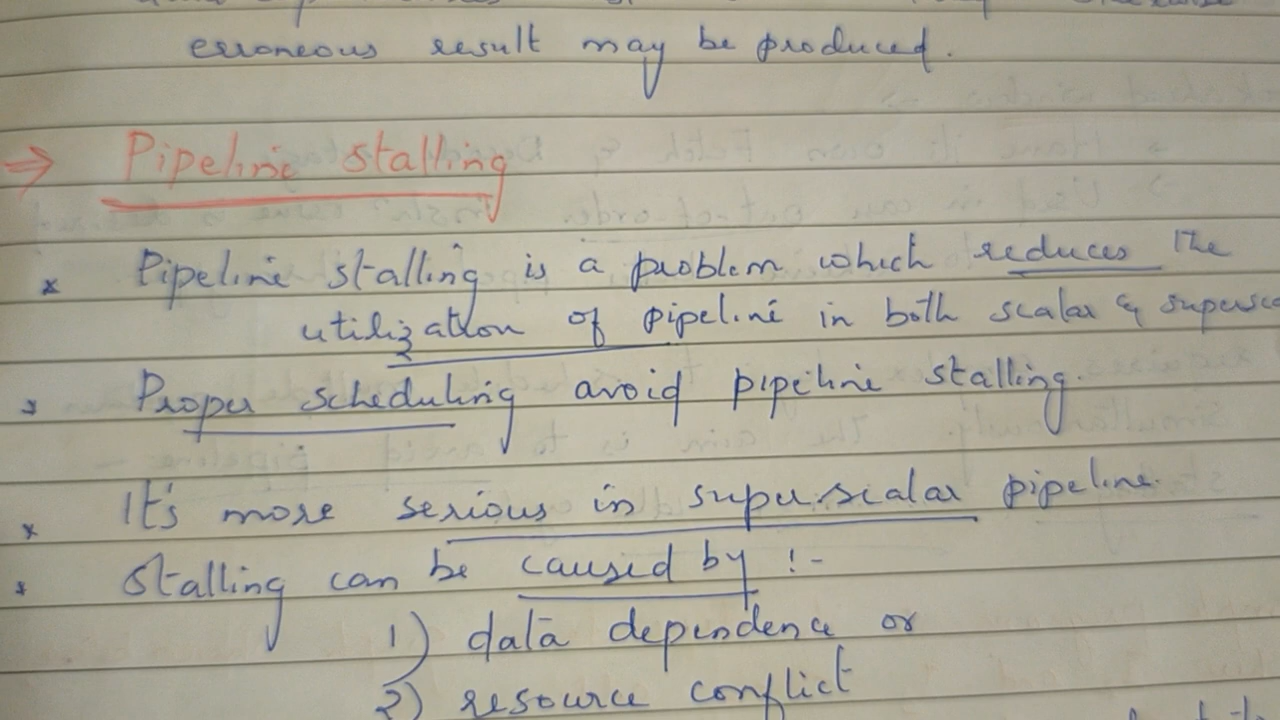 erroneous result may be produced.
⇒ Pipeline stalling
* Pipeline stalling is a problem which reduces the
utilization of pipeline in both scalar &
* Proper scheduling avoid pipeline stalling.
* It's more serious in superscalar pipeline.
* Stalling can be caused by :-
1) data dependence or
2) resource conflict